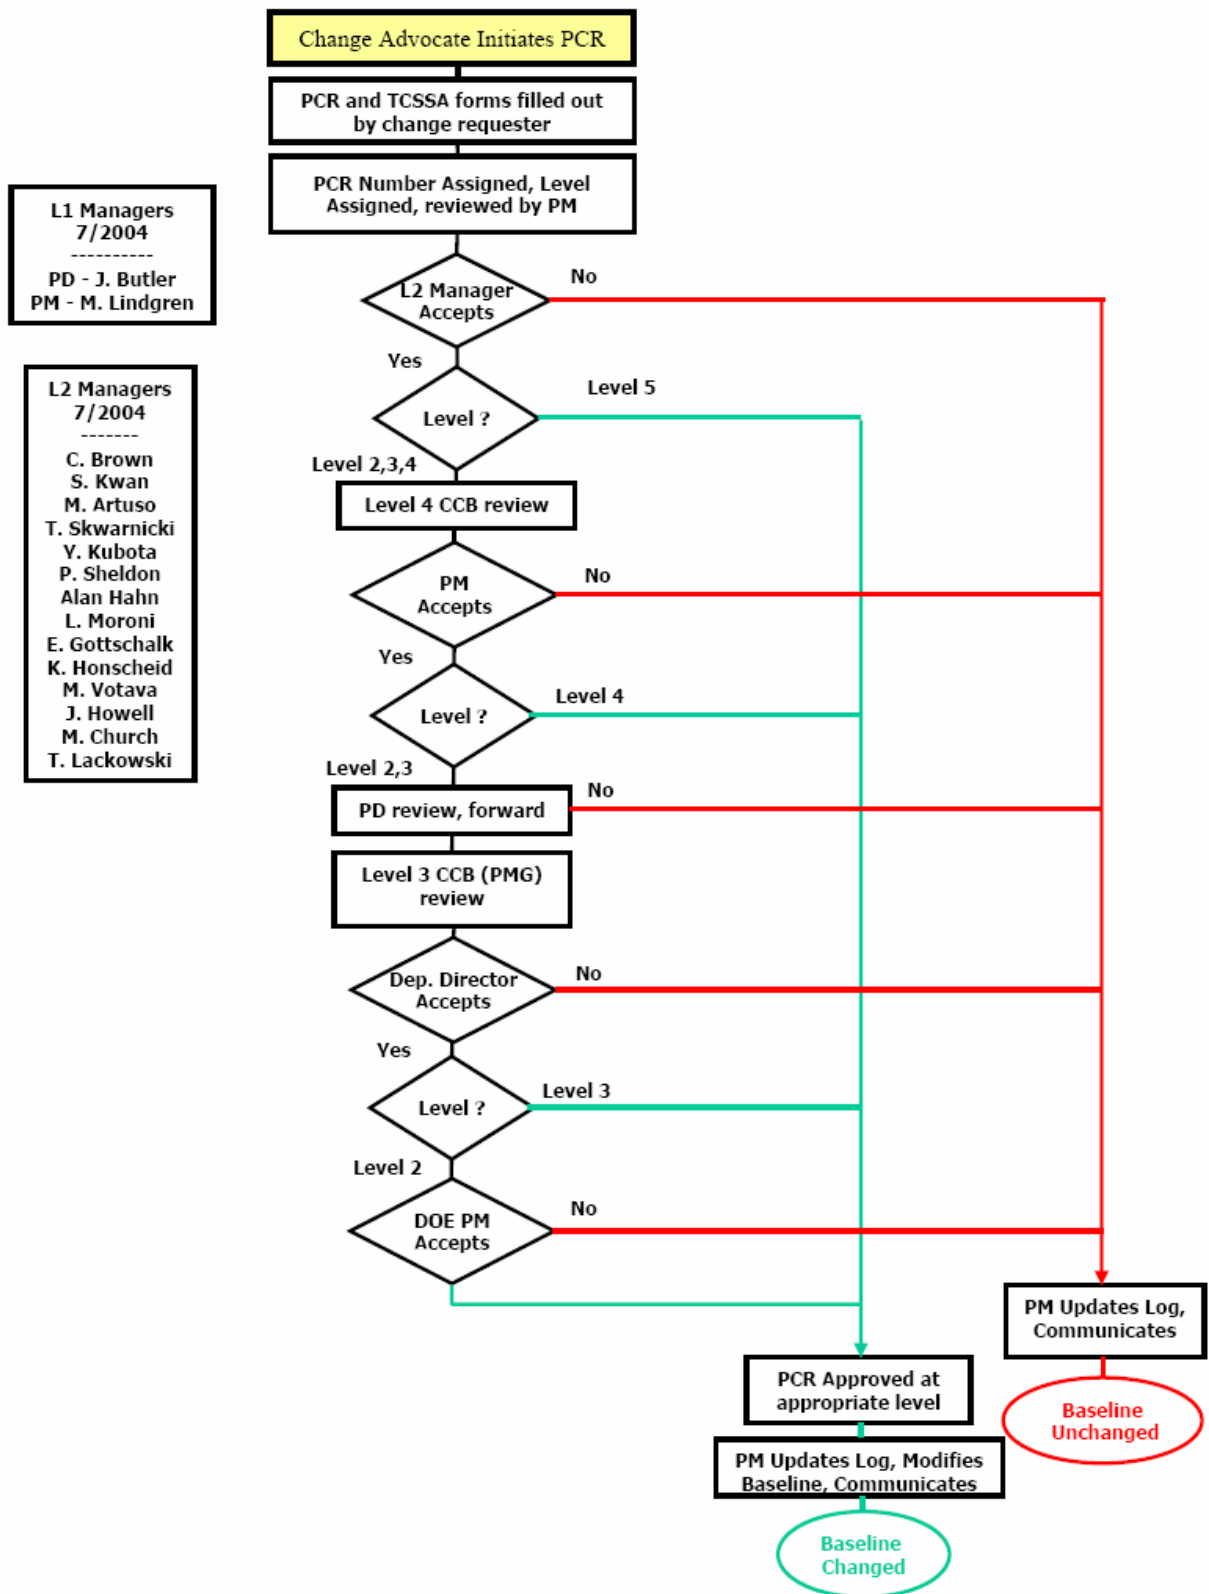 Change Advocate Initiates PCR
PCR and TCSSA forms filled out
by change requester
PCR Number Assigned, Level
Assigned, reviewed by PM
L1 Managers
7/2004
----------
PD - J. Butler
PM - M. Lindgren
L2 Manager
Accepts
No
Yes
L2 Managers
7/2004
-------
C. Brown
S. Kwan
M. Artuso
T. Skwarnicki
Y. Kubota
P. Sheldon
Alan Hahn
L. Moroni
E. Gottschalk
K. Honscheid
M. Votava
J. Howell
M. Church
T. Lackowski
Level ?
Level 5
Level 2,3,4
Level 4 CCB review
PM
Accepts
No
Yes
Level ?
Level 4
Level 2,3
PD review, forward
No
Level 3 CCB (PMG)
review
Dep. Director
Accepts
No
Yes
Level ?
Level 3
Level 2
DOE PM
Accepts
No
PM Updates Log,
Communicates
Baseline
Unchanged
PCR Approved at
appropriate level
PM Updates Log, Modifies
Baseline, Communicates
Baseline
Changed